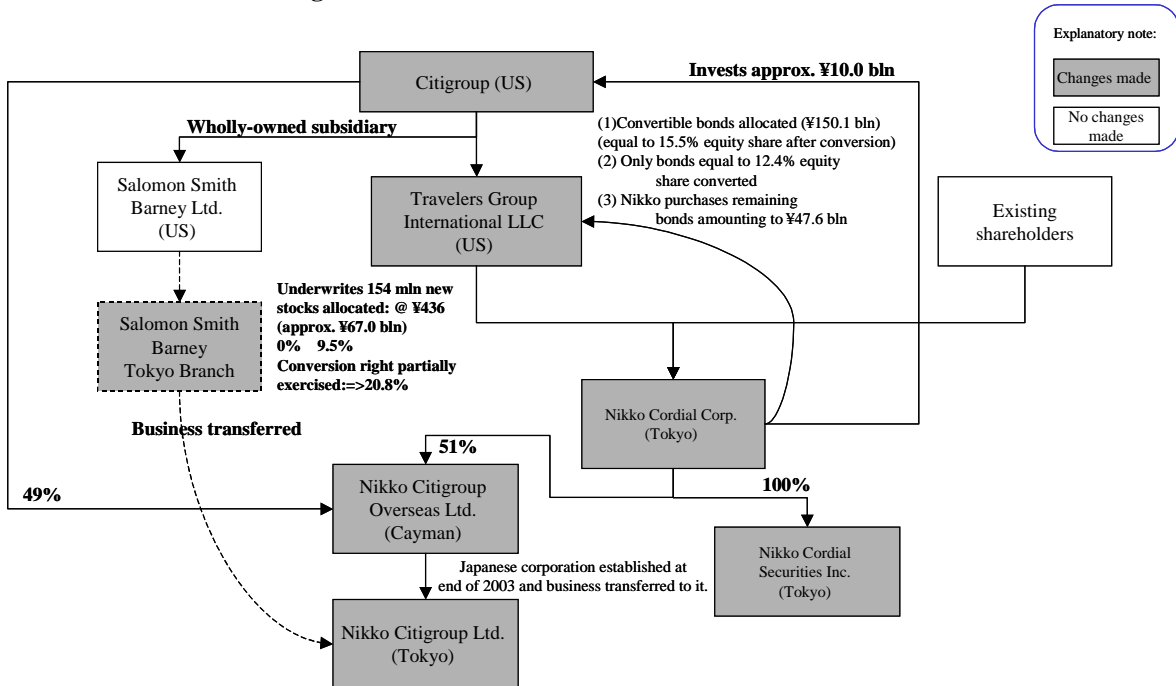 Explanatory note:
Changes made
No changes
made
Citigroup (US)
Invests approx. ¥10.0 bln
Wholly-owned subsidiary
(1)Convertible bonds allocated (¥150.1 bln)
(equal to 15.5% equity share after conversion)
(2) Only bonds equal to 12.4% equity
share converted
(3) Nikko purchases remaining
bonds amounting to ¥47.6 bln
Salomon Smith
Barney Ltd.
(US)
Travelers Group
International LLC
(US)
Existing
shareholders
Underwrites 154 mln new
stocks allocated: @ ¥436
(approx. ¥67.0 bln)
0% 9.5%
Conversion right partially
exercised:=>20.8%
Salomon Smith
Barney
Tokyo Branch
Nikko Cordial Corp.
(Tokyo)
Business transferred
51%
49%
100%
Nikko Citigroup
Overseas Ltd.
(Cayman)
Nikko Cordial
Securities Inc.
(Tokyo)
Japanese corporation established at
end of 2003 and business transferred to it.
Nikko Citigroup Ltd.
(Tokyo)